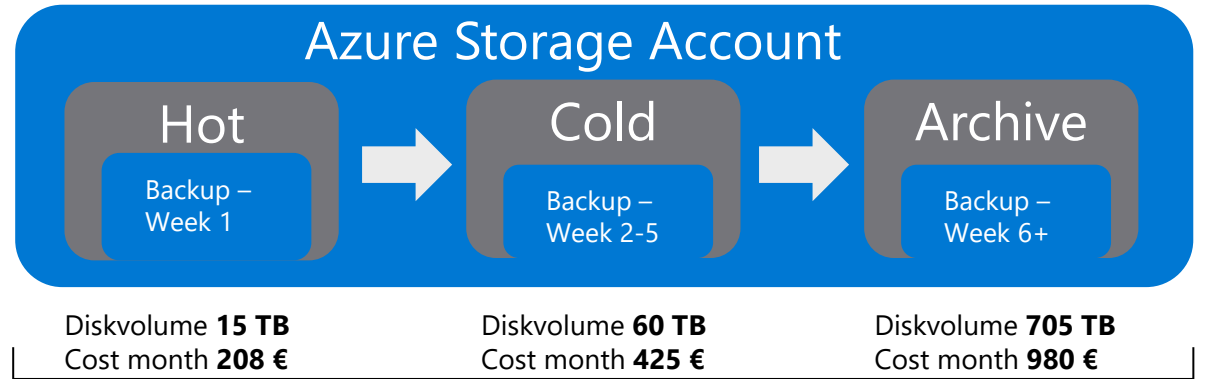 Azure Storage Account
Hot
Backup –
Week 1
Cold
Backup –
Week 2-5
Archive
Backup –
Week 6+
Diskvolume 15 TB
Cost month 208 €
Diskvolume 60 TB
Cost month 425 €
Diskvolume 705 TB
Cost month 980 €